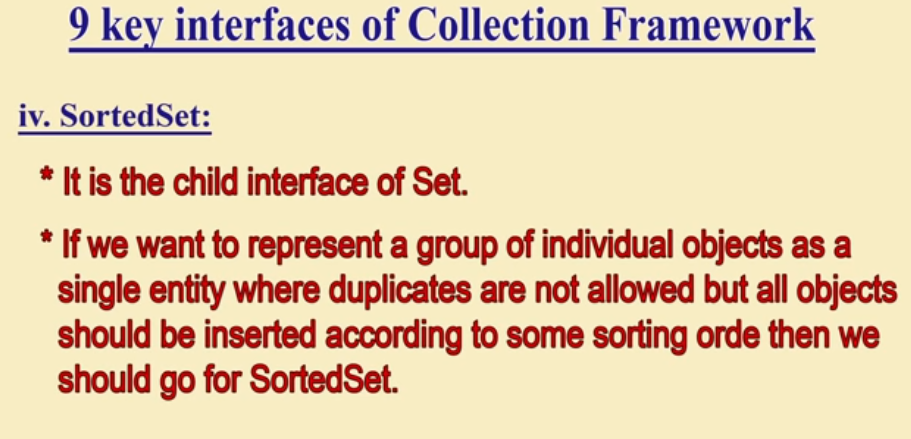 9 key interfaces of Collection Framework
iv. SortedSet:
* It is the child interface of Set.
* If we want to represent a group of individual objects as a
single entity where duplicates are not allowed but all objects
should be inserted according to some sorting orde then we
should go for SortedSet.